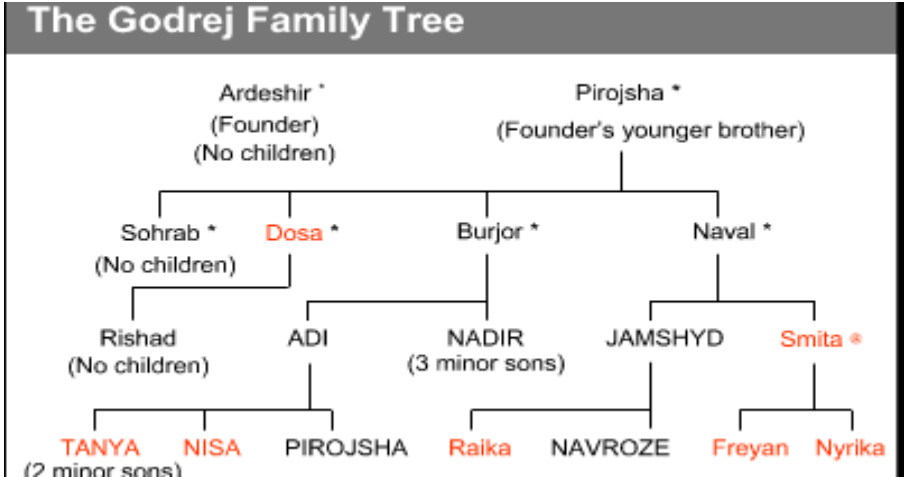 The Godrej Family Tree
Ardeshir *
Pirojsha *
(Founder)
(No children)
(Founder's younger brother)
Sohrab *
Dosa *
Burjor *
Naval *
(No children)
Rishad
ADI
NADIR
JAMSHYD
Smita ®
(No children)
(3 minor sons)
TANYA
NISA
PIROJSHA
Raika
NAVROZE
Freyan
Nyrika
(2 minor sons)